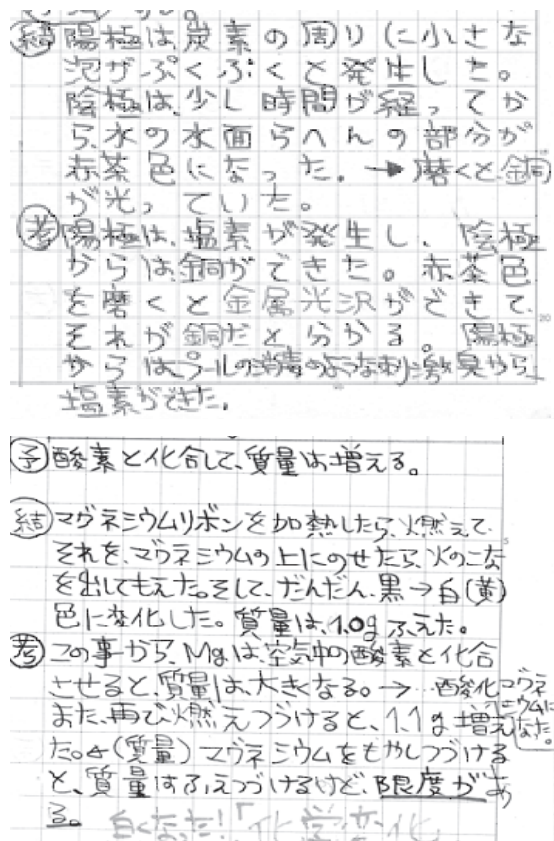 結 陽極は、炭素の周りに小さな
泡がぷくぷくと発生した。
陰極は、少し時間が経ってか
ら、水の水面らへんの部分が
赤茶色になった。→磨くと、銅
が光っていた。
考 陽極は、塩素が発生し、陰極
からは、銅ができた。赤茶色
を磨くと金属光沢ができて、
それが銅だと分かる。陽極
からは、プールの消毒のような刺激臭から、
塩素ができた。
予 酸素と化合して、質量は増える。
結 マグネシウムリボンを加熱したら、燃えて、
それを、マグネシウムの上にのせたら、火のこな
を出してもえた。そして、だんだん、黒→白(黄)
色に変化した。質量は、1.0g ふえた。
考 この事から、Mgは、空気中の酸素と化合
させると、質量は、大きくなる。→ 酸化マグネ
シウムに
なった。
また、再び燃えつづけると、1.1g 増え
た。(質量) マグネシウムをもやしつづける
と、質量はふえつづけるけど、限度があ
る。
白くなった!「化学変化」